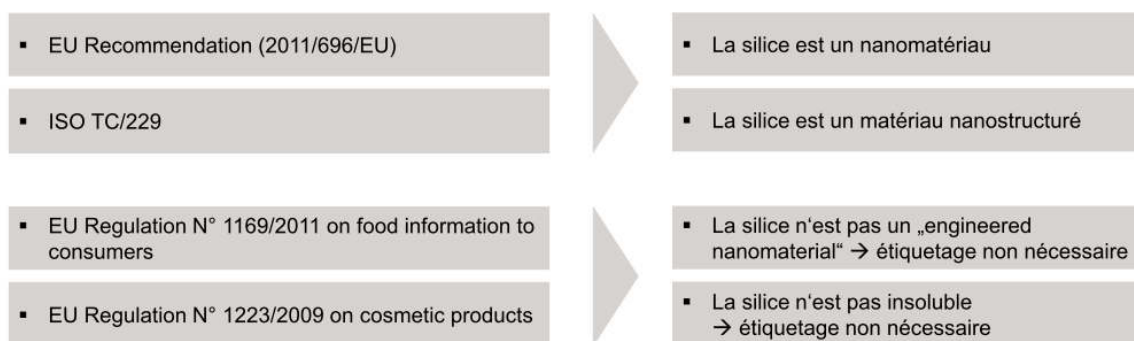 ▪ EU Recommendation (2011/696/EU)
▪ La silice est un nanomatériau
▪ ISO TC/229
▪ La silice est un matériau nanostructuré
▪ EU Regulation N° 1169/2011 on food information to
consumers
▪ La silice n‘est pas un „engineered
nanomaterial“ → étiquetage non nécessaire
▪ EU Regulation N° 1223/2009 on cosmetic products
▪ La silice n‘est pas insoluble
→ étiquetage non nécessaire